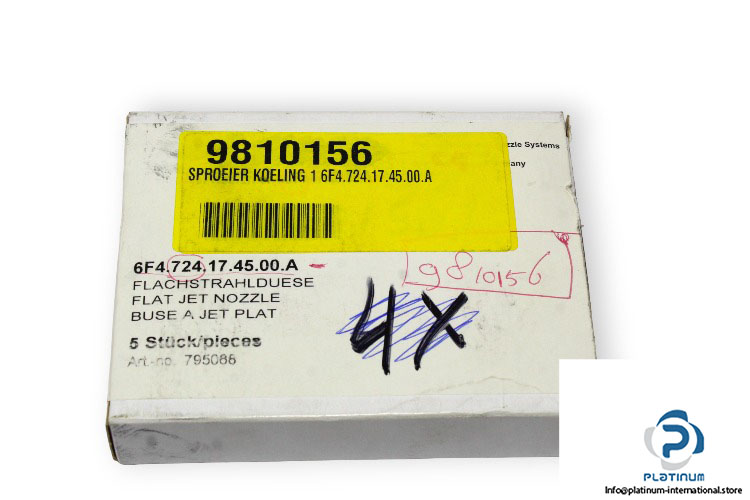 9810156
SPROEIER KOELING 1 6F4.724.17.45.00.A
zzle Systems
any
6F4.724.17.45.00.A
FLACHSTRAHLDUESE
FLAT JET NOZZLE
BUSE A JET PLAT
5 Stück/pieces
Art.-no. 795088
9810156
4x
PLATINUM
Info@platinum-international.store